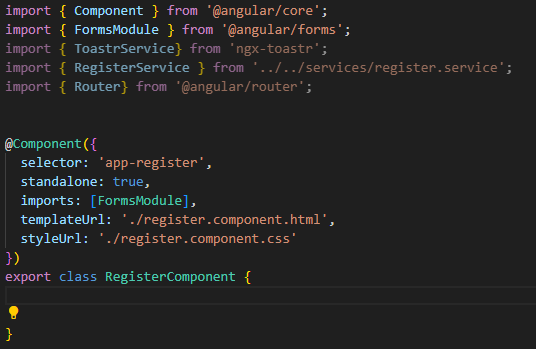 import { Component } from '@angular/core';
import { FormsModule } from '@angular/forms';
import { ToastrService} from 'ngx-toastr';
import { RegisterService } from '../../services/register.service';
import { Router} from '@angular/router';
@Component({
  selector: 'app-register',
  standalone: true,
  imports: [FormsModule],
  templateUrl: './register.component.html',
  styleUrl: './register.component.css'
})
export class RegisterComponent {
}